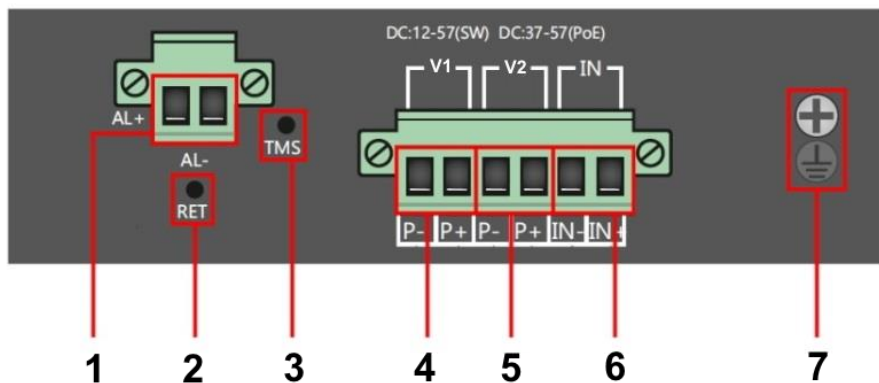 DC:12-57(SW) DC:37-57(PoE)
V1 V2 IN
AL+
TMS
AL-
RET
P- P+ P- P+ IN- IN+
1 2 3 4 5 6 7